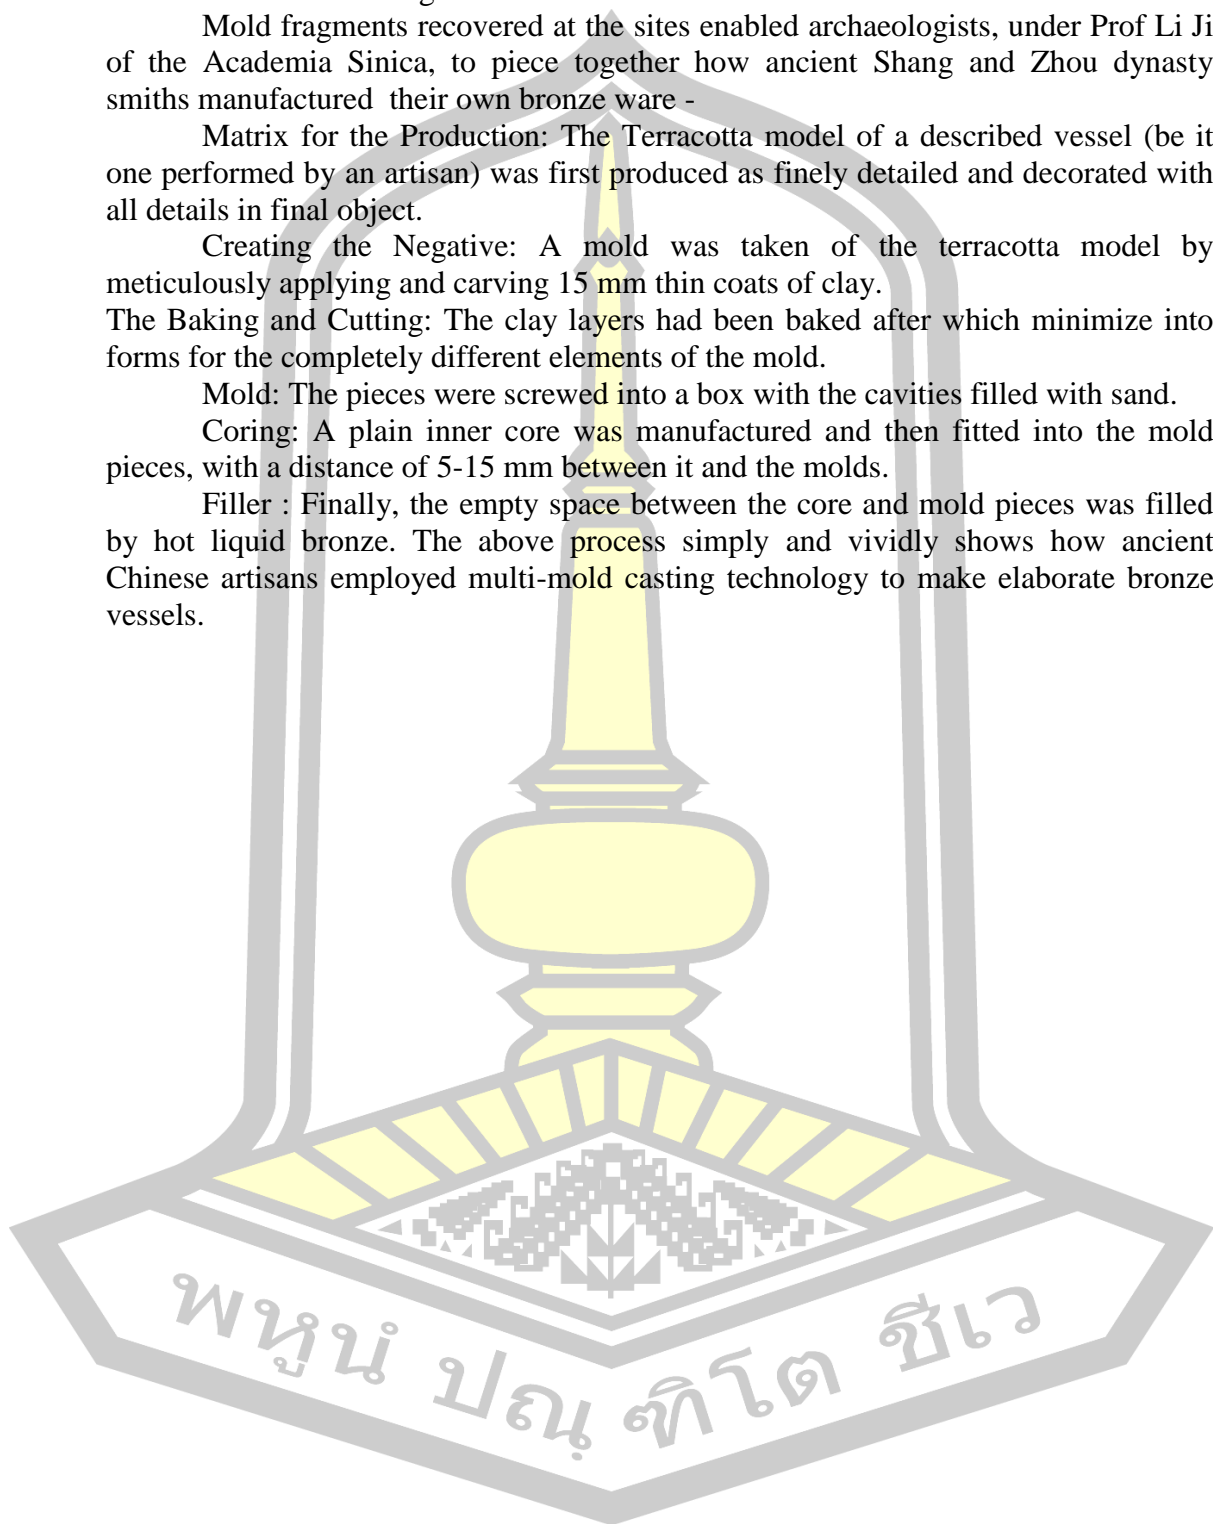 Mold fragments recovered at the sites enabled archaeologists, under Prof Li Ji
of the Academia Sinica, to piece together how ancient Shang and Zhou dynasty
smiths manufactured their own bronze ware -
Matrix for the Production: The Terracotta model of a described vessel (be it
one performed by an artisan) was first produced as finely detailed and decorated with
all details in final object.
Creating the Negative: A mold was taken of the terracotta model by
meticulously applying and carving 15 mm thin coats of clay.
The Baking and Cutting: The clay layers had been baked after which minimize into
forms for the completely different elements of the mold.
Mold: The pieces were screwed into a box with the cavities filled with sand.
Coring: A plain inner core was manufactured and then fitted into the mold
pieces, with a distance of 5-15 mm between it and the molds.
Filler : Finally, the empty space between the core and mold pieces was filled
by hot liquid bronze. The above process simply and vividly shows how ancient
Chinese artisans employed multi-mold casting technology to make elaborate bronze
vessels.
พหูนํ ปณฺฑิโต ชีเว